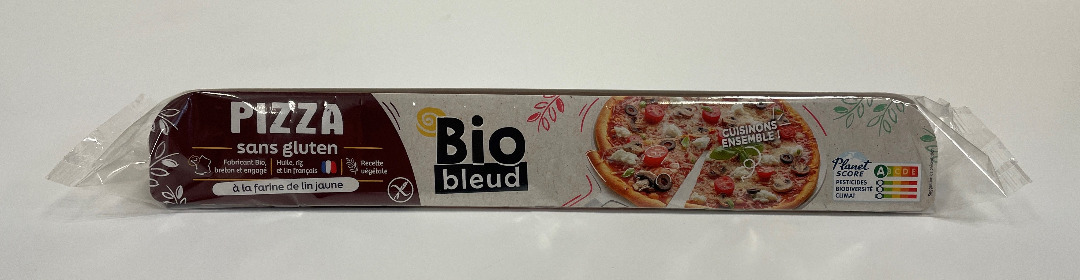 PIZZA
sans gluten
Fabricant Bio,
breton et engagé
Huile, riz
et lin français
Recette
végétale
à la farine de lin jaune
Bio
bleud
CUISINONS
ENSEMBLE !
Planet
SCORE
A B C D E
PESTICIDES
BIODIVERSITÉ
CLIMAT